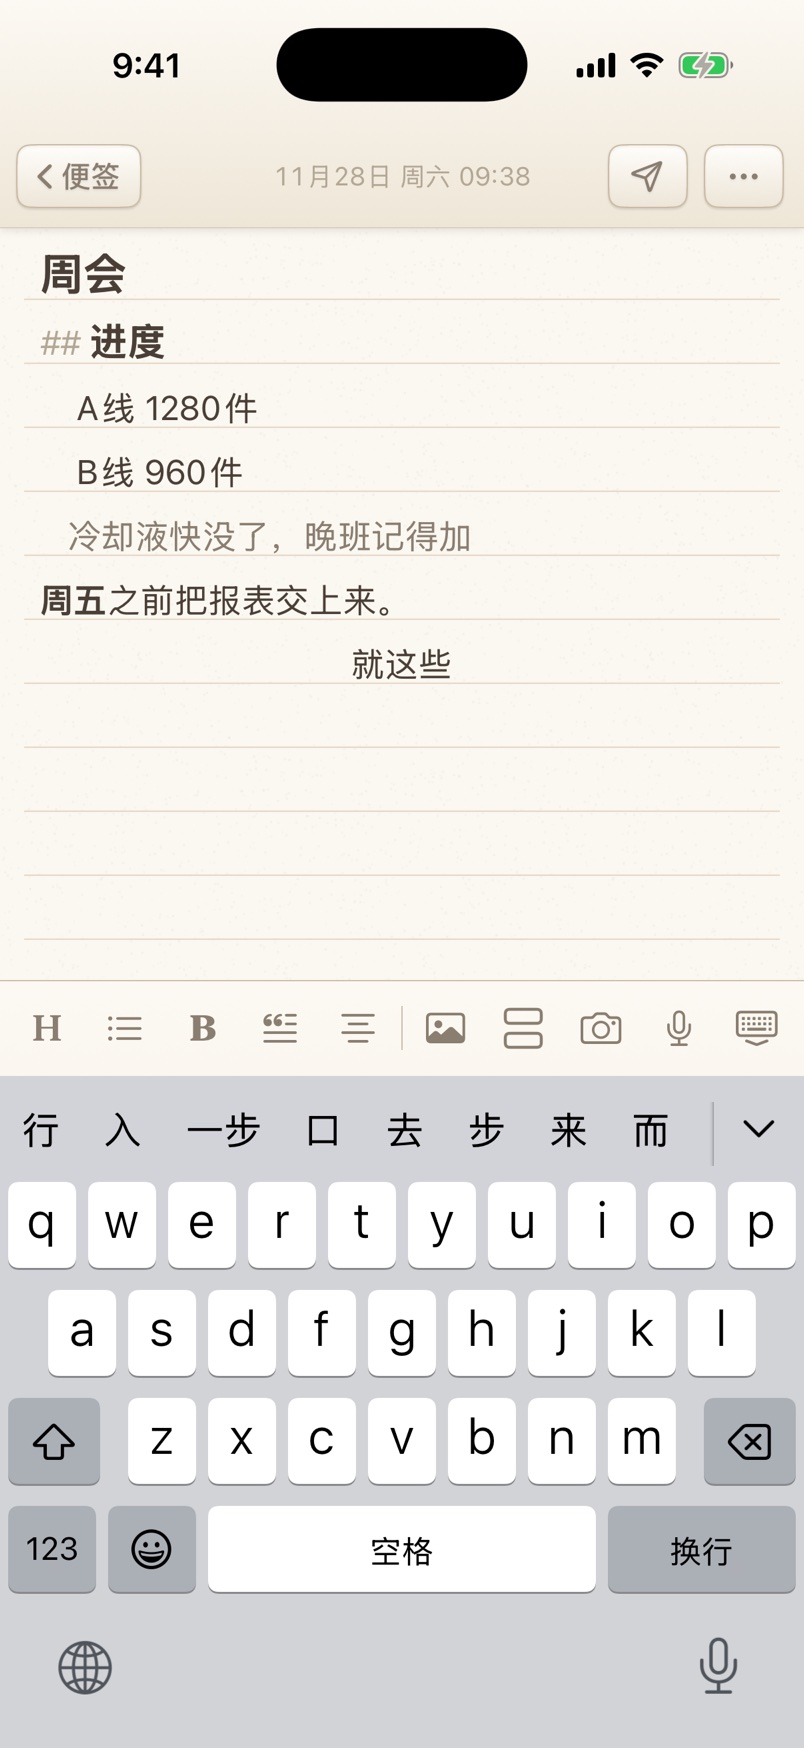 9:41
便签
11月28日 周六 09:38
周会
## 进度
A线 1280件
B线 960件
冷却液快没了，晚班记得加
周五之前把报表交上来。
就这些
H B
行 入 一步 口 去 步 来 而
q w e r t y u i o p
a s d f g h j k l
z x c v b n m
123 空格 换行